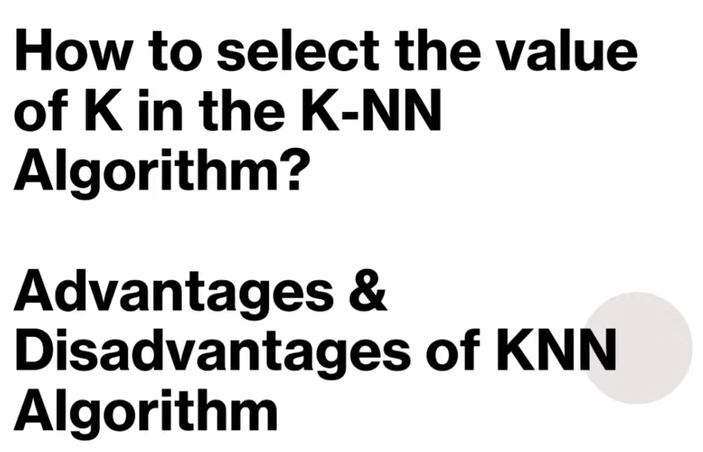 How to select the value
of K in the K-NN
Algorithm?
Advantages &
Disadvantages of KNN
Algorithm